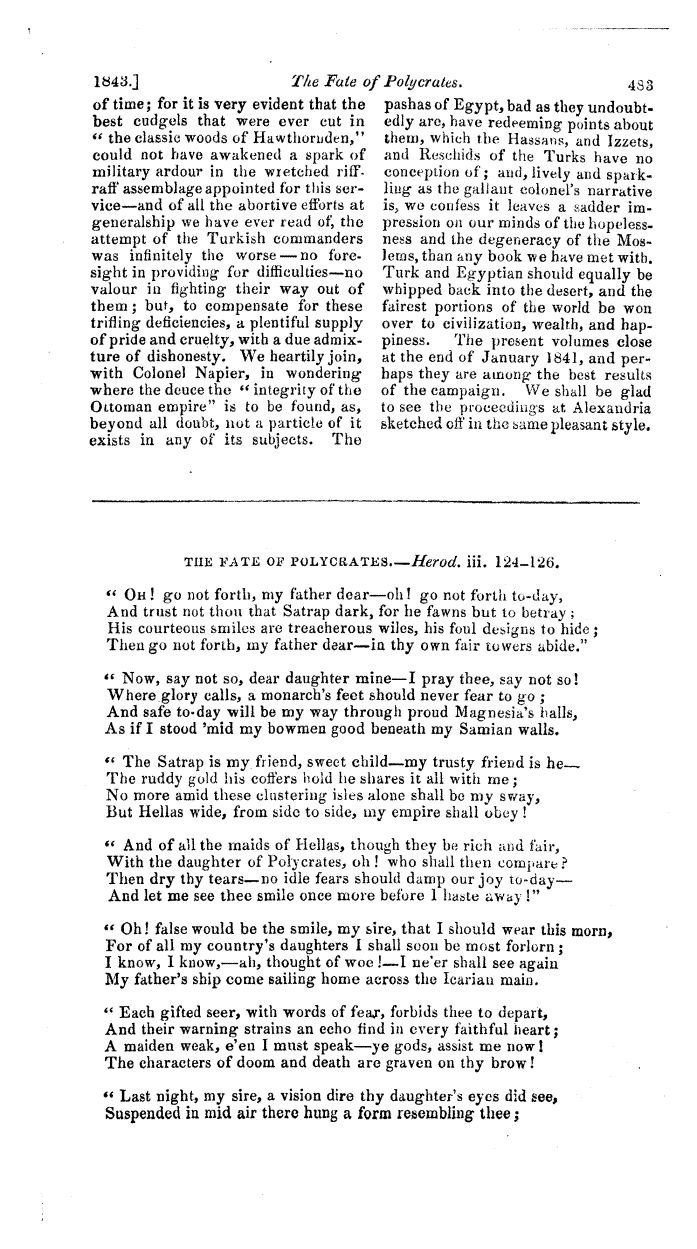 1843.] The Fate of Polycrates. 483
of time; for it is very evident that the
best cudgels that were ever cut in
“ the classic woods of Hawthornden,”
could not have awakened a spark of
military ardour in the wretched riff-
raff assemblage appointed for this ser-
vice—and of all the abortive efforts at
generalship we have ever read of, the
attempt of the Turkish commanders
was infinitely the worse — no fore-
sight in providing for difficulties—no
valour in fighting their way out of
them; but, to compensate for these
trifling deficiencies, a plentiful supply
of pride and cruelty, with a due admix-
ture of dishonesty. We heartily join,
with Colonel Napier, in wondering
where the deuce the “ integrity of the
Ottoman empire” is to be found, as,
beyond all doubt, not a particle of it
exists in any of its subjects. The
pashas of Egypt, bad as they undoubt-
edly are, have redeeming points about
them, which the Hassans, and Izzets,
and Reschids of the Turks have no
conception of; and, lively and spark-
ling as the gallant colonel’s narrative
is, we confess it leaves a sadder im-
pression on our minds of the hopeless-
ness and the degeneracy of the Mos-
lems, than any book we have met with.
Turk and Egyptian should equally be
whipped back into the desert, and the
fairest portions of the world be won
over to civilization, wealth, and hap-
piness. The present volumes close
at the end of January 1841, and per-
haps they are among the best results
of the campaign. We shall be glad
to see the proceedings at Alexandria
sketched off in the same pleasant style.
THE FATE OF POLYCRATES.—Herod. iii. 124–126.
“ OH! go not forth, my father dear—oh! go not forth to-day,
And trust not thou that Satrap dark, for he fawns but to betray;
His courteous smiles are treacherous wiles, his foul designs to hide;
Then go not forth, my father dear—in thy own fair towers abide.”
“ Now, say not so, dear daughter mine—I pray thee, say not so!
Where glory calls, a monarch’s feet should never fear to go;
And safe to-day will be my way through proud Magnesia’s halls,
As if I stood ’mid my bowmen good beneath my Samian walls.
“ The Satrap is my friend, sweet child—my trusty friend is he—
The ruddy gold his coffers hold he shares it all with me;
No more amid these clustering isles alone shall be my sway,
But Hellas wide, from side to side, my empire shall obey!
“ And of all the maids of Hellas, though they be rich and fair,
With the daughter of Polycrates, oh! who shall then compare?
Then dry thy tears—no idle fears should damp our joy to-day—
And let me see thee smile once more before I haste away!”
“ Oh! false would be the smile, my sire, that I should wear this morn,
For of all my country’s daughters I shall soon be most forlorn;
I know, I know,—ah, thought of woe!—I ne’er shall see again
My father’s ship come sailing home across the Icarian main.
“ Each gifted seer, with words of fear, forbids thee to depart,
And their warning strains an echo find in every faithful heart;
A maiden weak, e’en I must speak—ye gods, assist me now!
The characters of doom and death are graven on thy brow!
“ Last night, my sire, a vision dire thy daughter’s eyes did see,
Suspended in mid air there hung a form resembling thee;